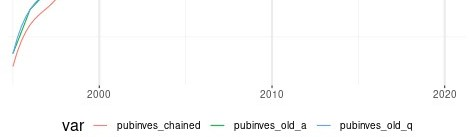 2000 2010 2020
var pubinves_chained pubinves_old_a pubinves_old_q